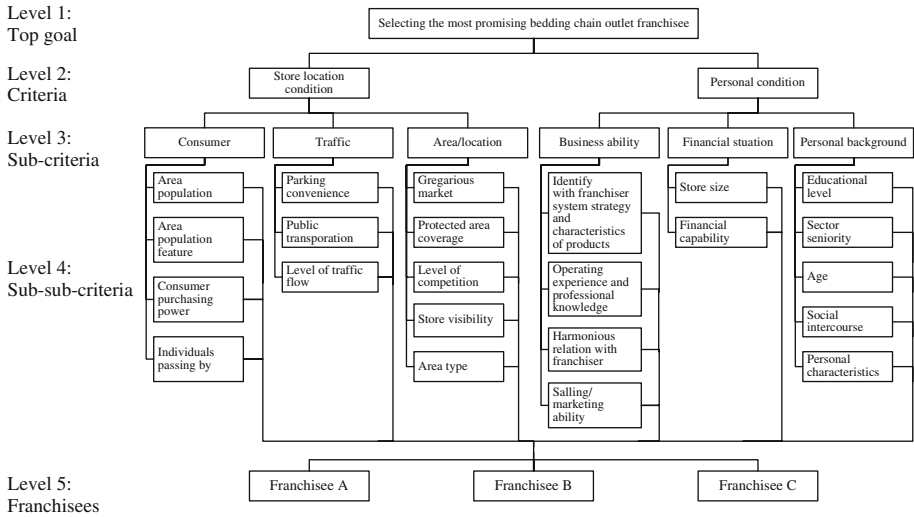 Level 1:
Top goal
Selecting the most promising bedding chain outlet franchisee
Level 2:
Criteria
Store location
condition
Personal condition
Level 3:
Sub-criteria
Consumer
Traffic
Area/location
Business ability
Financial stuation
Personal background
Level 4:
Sub-sub-criteria
Area
population
Area
population
feature
Consumer
purchasing
power
Individuals
passing by
Parking
convenience
Public
transporation
Level of traffic
flow
Gregarious
market
Protected area
coverage
Level of
competition
Store visibility
Area type
Identify
with franchiser
system strategy
and
characteristics
of products
Operating
experience and
professional
knowledge
Harmonious
relation with
franchiser
Salling/
marketing
ability
Store size
Financial
capability
Educational
level
Sector
seniority
Age
Social
intercourse
Personal
characteristics
Level 5:
Franchisees
Franchisee A
Franchisee B
Franchisee C